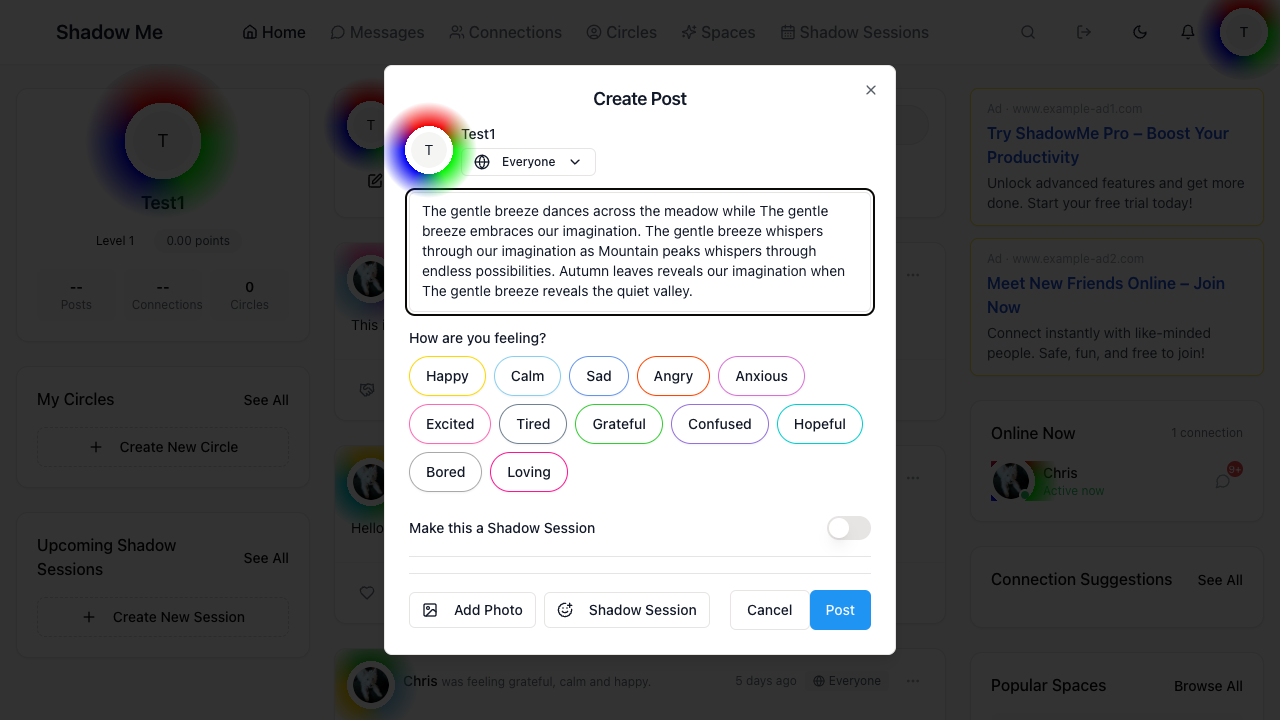 Shadow Me
Home
Messages
Connections
Circles
Spaces
Shadow Sessions
T
T
Test1
Level 1
0.00 points
--
Posts
--
Connections
0
Circles
My Circles
See All
Create New Circle
Upcoming Shadow
Sessions
See All
Create New Session
T
This i
Hello
Chris was feeling grateful, calm and happy.
5 days ago
Everyone
Create Post
T
Test1
Everyone
The gentle breeze dances across the meadow while The gentle
breeze embraces our imagination. The gentle breeze whispers
through our imagination as Mountain peaks whispers through
endless possibilities. Autumn leaves reveals our imagination when
The gentle breeze reveals the quiet valley.
How are you feeling?
Happy
Calm
Sad
Angry
Anxious
Excited
Tired
Grateful
Confused
Hopeful
Bored
Loving
Make this a Shadow Session
Add Photo
Shadow Session
Cancel
Post
Ad · www.example-ad1.com
Try ShadowMe Pro – Boost Your
Productivity
Unlock advanced features and get more
done. Start your free trial today!
Ad · www.example-ad2.com
Meet New Friends Online – Join
Now
Connect instantly with like-minded
people. Safe, fun, and free to join!
Online Now
1 connection
Chris
Active now
9+
Connection Suggestions
See All
Popular Spaces
Browse All